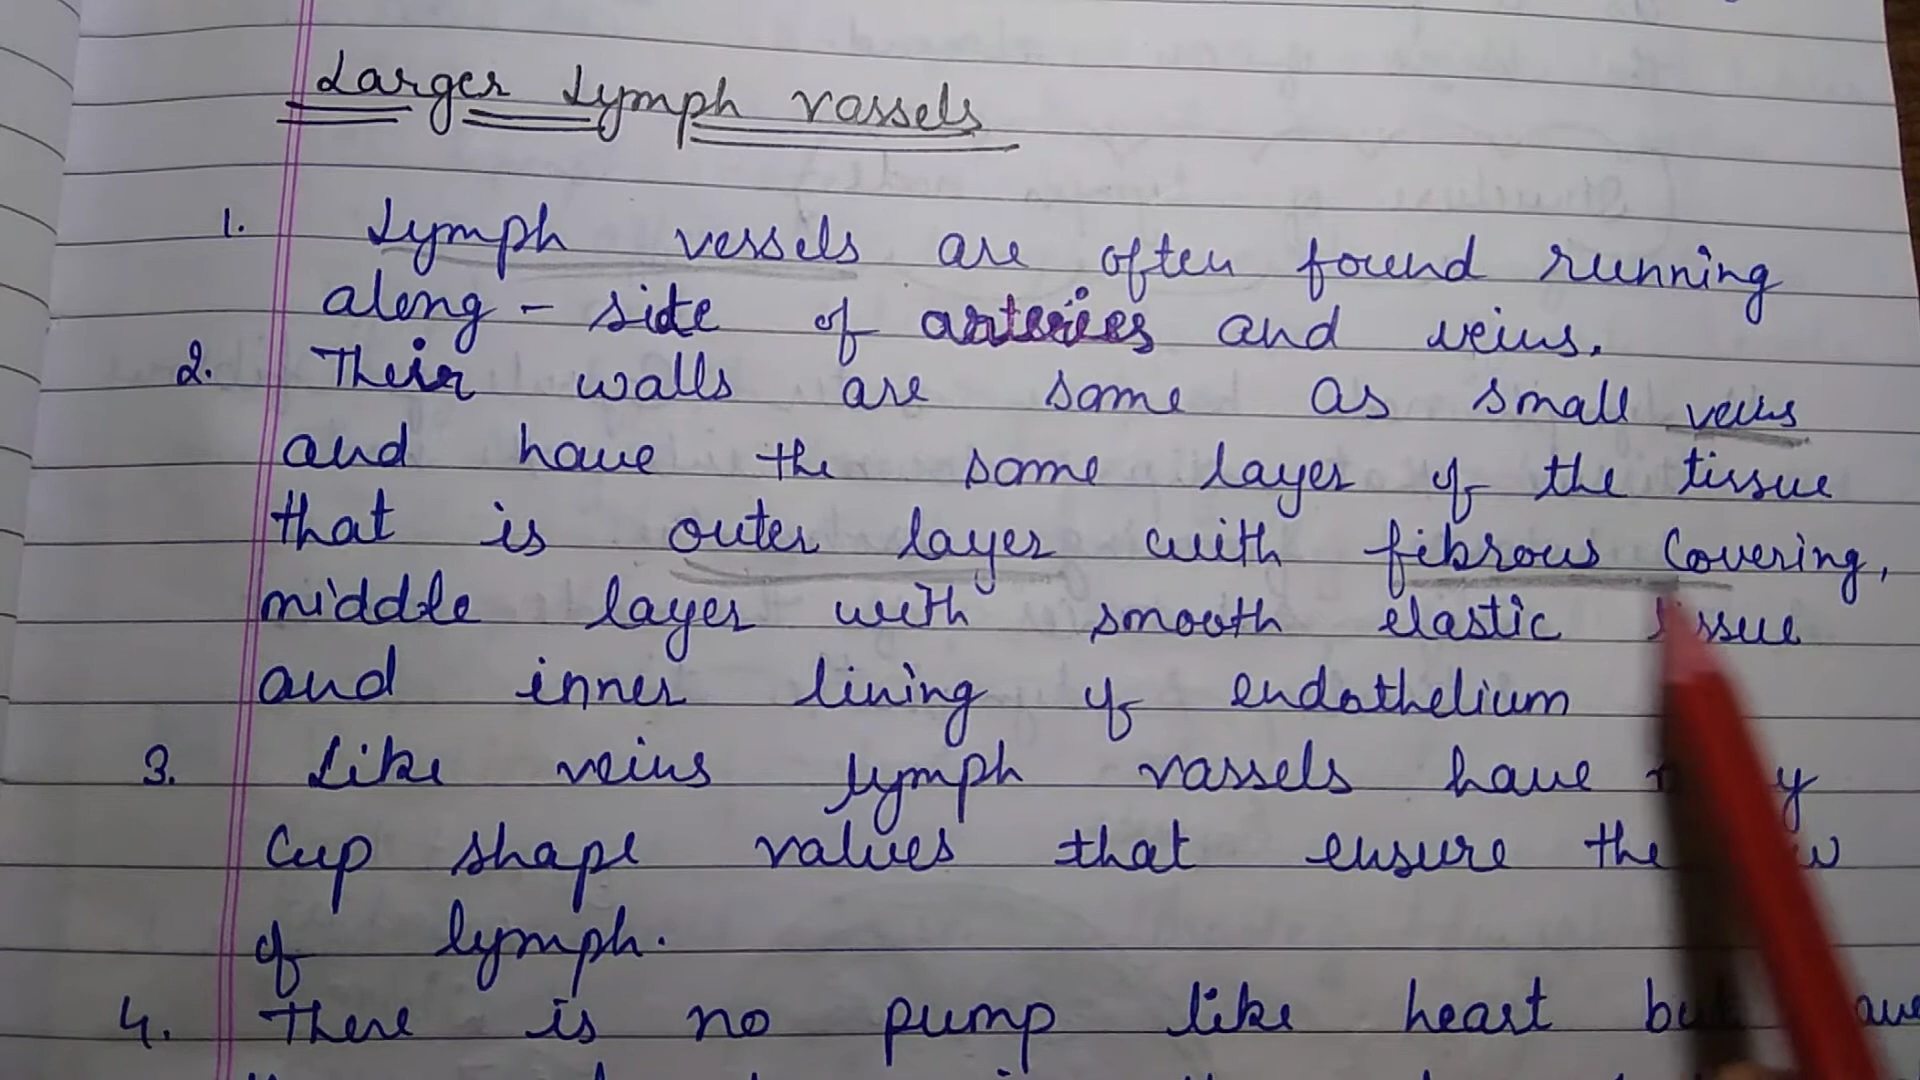 Larger Lymph vassels
1. Lymph vessels are often found running
along - side of arteries and veins.
2. Their walls are same as small veins
and have the same layer of the tissue
that is outer layer with fibrous covering,
middle layer with smooth elastic tissue
and inner lining of endothelium
3. Like veins lymph vassels have
Cup shape valves that ensure the
of lymph.
4. There is no pump like heart